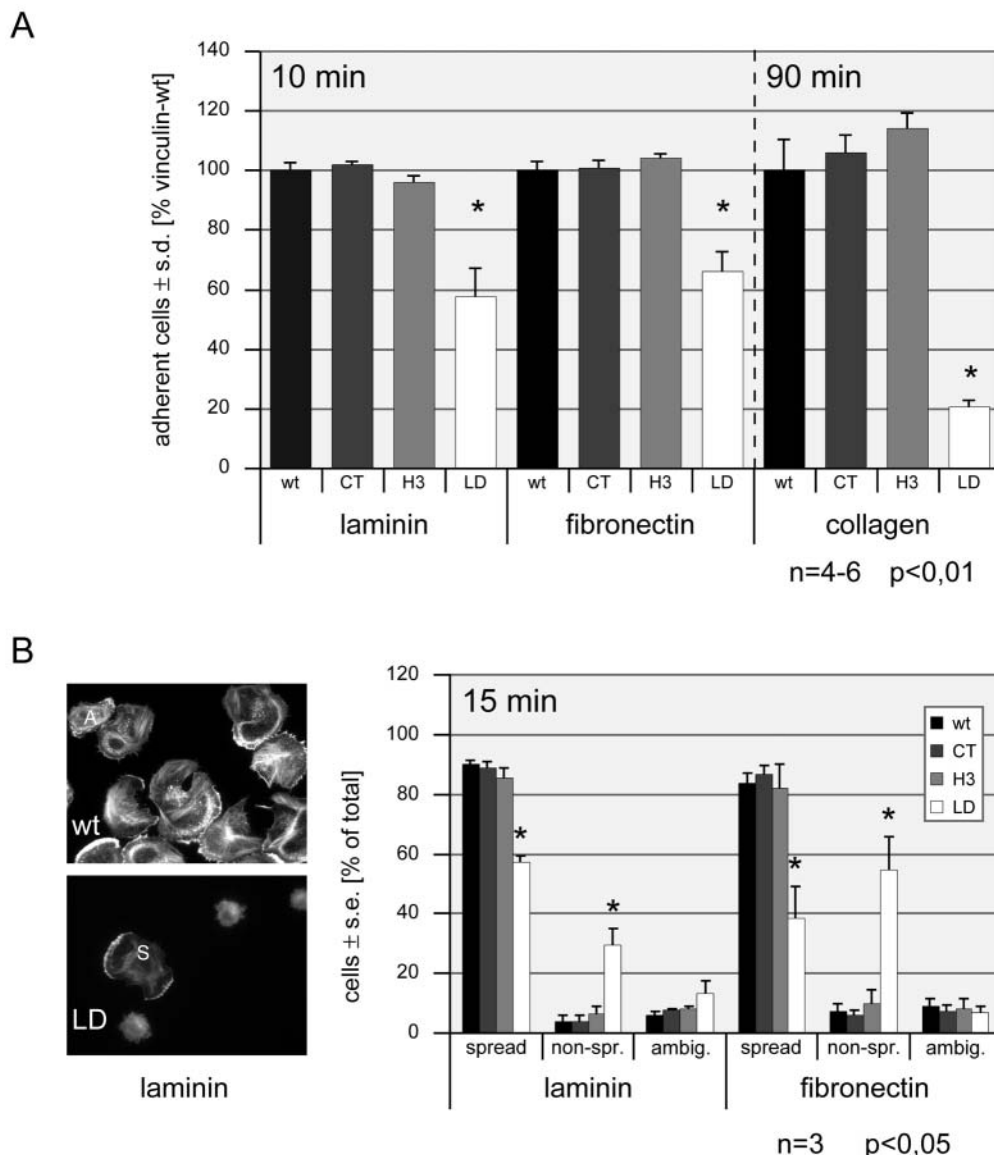 A
adherent cells ± s.d. [% vinculin-wt]
140
120
100
80
60
40
20
0
10 min
90 min
* * *
wt CT H3 LD wt CT H3 LD wt CT H3 LD
laminin fibronectin collagen
n=4-6 p<0,01
B
A
wt
S
LD
laminin
cells ± s.e. [% of total]
120
100
80
60
40
20
0
15 min
wt
CT
H3
LD
* * * *
spread non-spr. ambig. spread non-spr. ambig.
laminin fibronectin
n=3 p<0,05